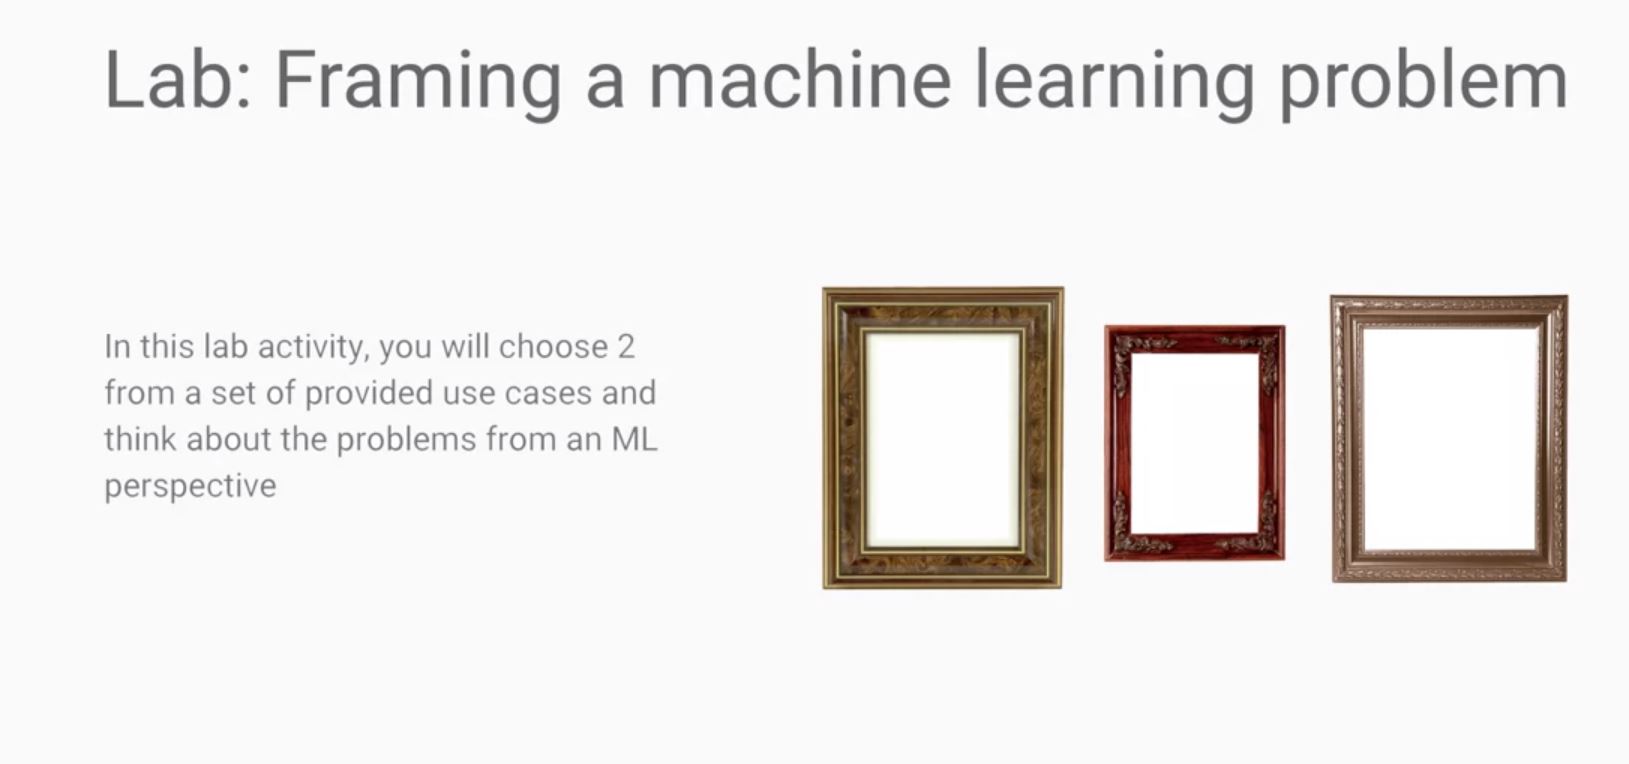 Lab: Framing a machine learning problem
In this lab activity, you will choose 2
from a set of provided use cases and
think about the problems from an ML
perspective